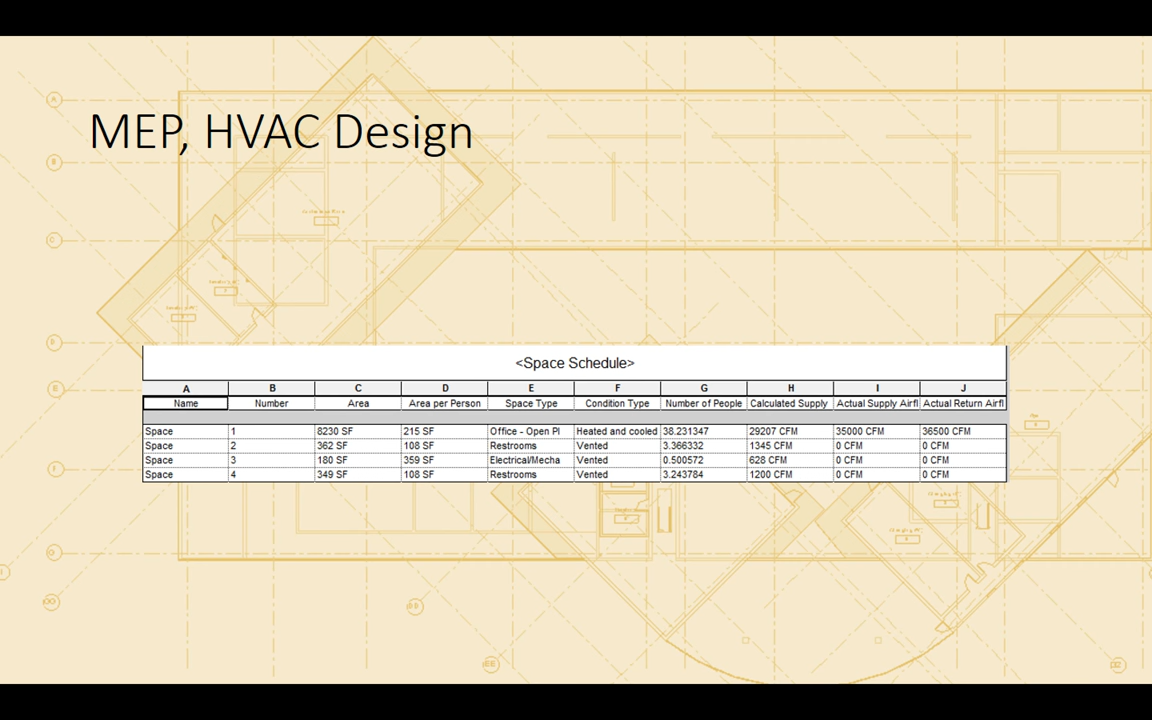 MEP, HVAC Design
<Space Schedule>
A B C D E F G H I J
Name Number Area Area per Person Space Type Condition Type Number of People Calculated Supply Actual Supply Airfl Actual Return Airfl
Space 1 8230 SF 215 SF Office - Open Pl Heated and cooled 38.231347 29207 CFM 35000 CFM 36500 CFM
Space 2 362 SF 108 SF Restrooms Vented 3.366332 1345 CFM 0 CFM 0 CFM
Space 3 180 SF 359 SF Electrical/Mecha Vented 0.500572 628 CFM 0 CFM 0 CFM
Space 4 349 SF 108 SF Restrooms Vented 3.243784 1200 CFM 0 CFM 0 CFM